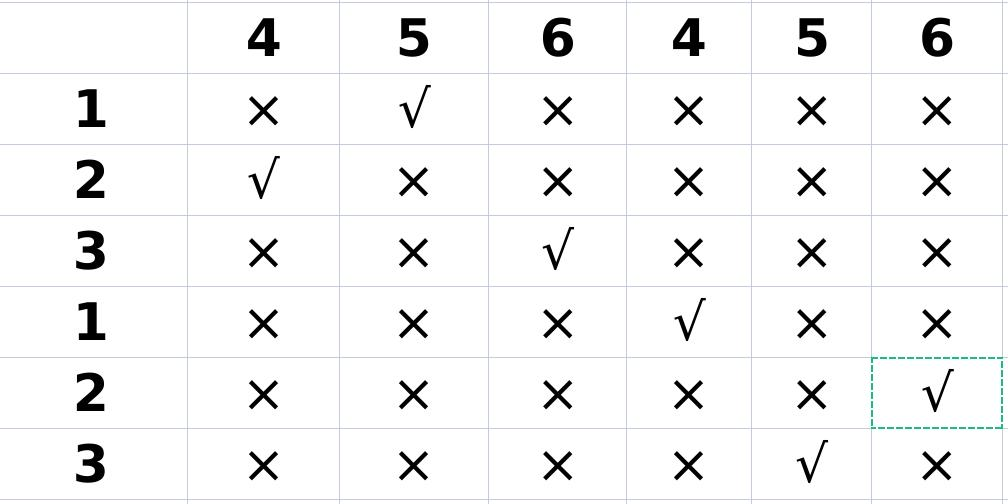 4 5 6 4 5 6
1 × √ × × × ×
2 √ × × × × ×
3 × × √ × × ×
1 × × × √ × ×
2 × × × × × √
3 × × × × √ ×